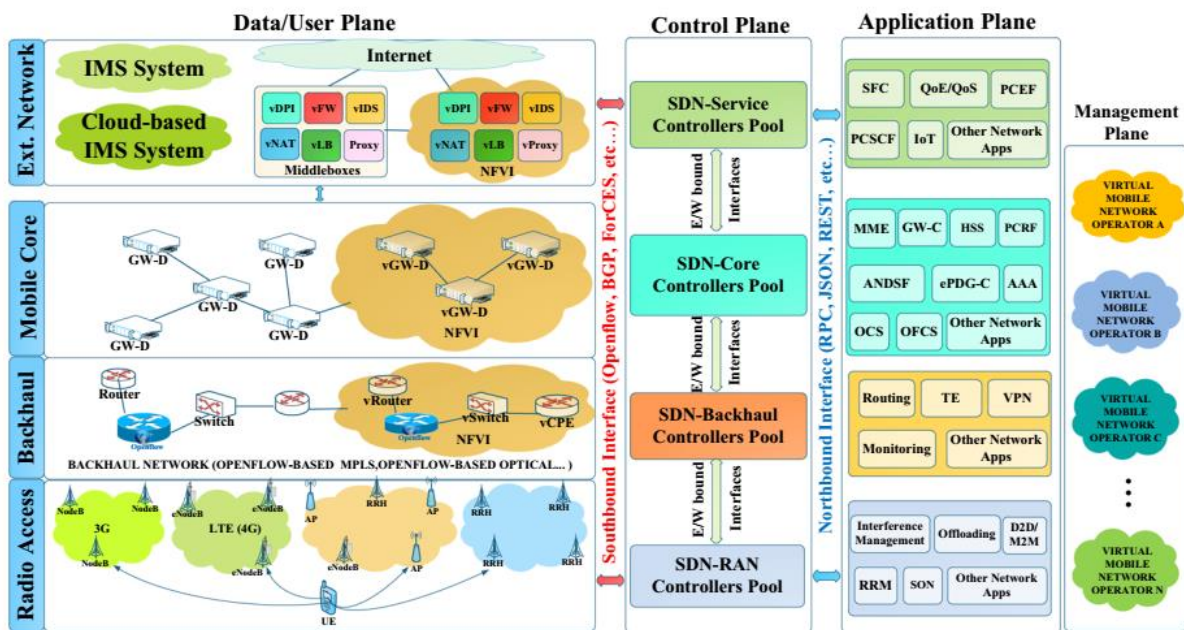 Data/User Plane
Control Plane
Application Plane
Management
Plane
Ext. Network
IMS System
Cloud-based
IMS System
Internet
vDPI
vFW
vIDS
vNAT
vLB
Proxy
Middleboxes
vDPI
vFW
vIDS
vNAT
vLB
vProxy
NFVI
Mobile Core
GW-D
GW-D
GW-D
GW-D
GW-D
vGW-D
vGW-D
vGW-D
NFVI
Backhaul
Router
Openflow
Switch
vRouter
Openflow
vSwitch
vCPE
NFVI
BACKHAUL NETWORK (OPENFLOW-BASED MPLS,OPENFLOW-BASED OPTICAL... )
Radio Access
NodeB
NodeB
3G
NodeB
eNodeB
eNodeB
LTE (4G)
eNodeB
AP
RRH
AP
eNodeB
AP
RRH
RRH
RRH
RRH
UE
Southbound Interface (Openflow, BGP, ForCES, etc...)
SDN-Service
Controllers Pool
E/W bound
Interfaces
SDN-Core
Controllers Pool
E/W bound
Interfaces
SDN-Backhaul
Controllers Pool
E/W bound
Interfaces
SDN-RAN
Controllers Pool
Northbound Interface (RPC, JSON, REST, etc...)
SFC
QoE/QoS
PCEF
PCSCF
IoT
Other Network
Apps
MME
GW-C
HSS
PCRF
ANDSF
ePDG-C
AAA
OCS
OFCS
Other Network
Apps
Routing
TE
VPN
Monitoring
Other Network
Apps
Interference
Management
Offloading
D2D/
M2M
RRM
SON
Other Network
Apps
VIRTUAL
MOBILE
NETWORK
OPERATOR A
VIRTUAL
MOBILE
NETWORK
OPERATOR B
VIRTUAL
MOBILE
NETWORK
OPERATOR C
VIRTUAL
MOBILE
NETWORK
OPERATOR N